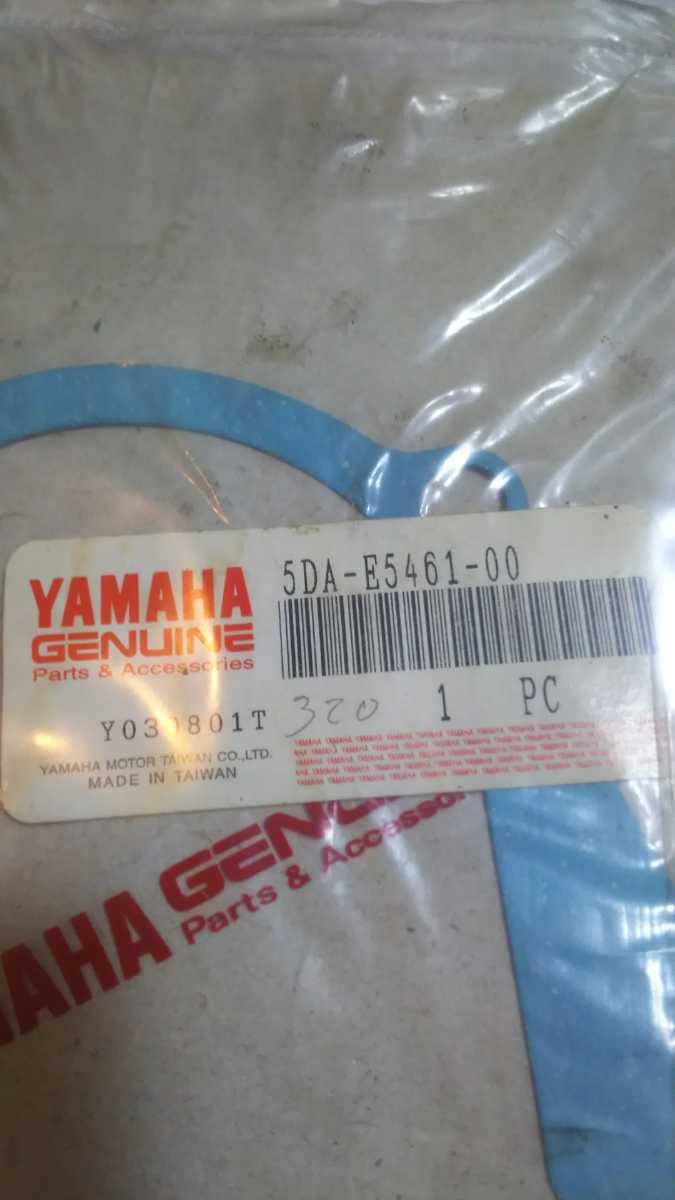 YAMAHA
GENUINE
Parts & Accessories
5DA-E5461-00
320 1 PC
YAMAHA MOTOR TAIWAN CO.,LTD.
MADE IN TAIWAN
GENUINE
Parts &